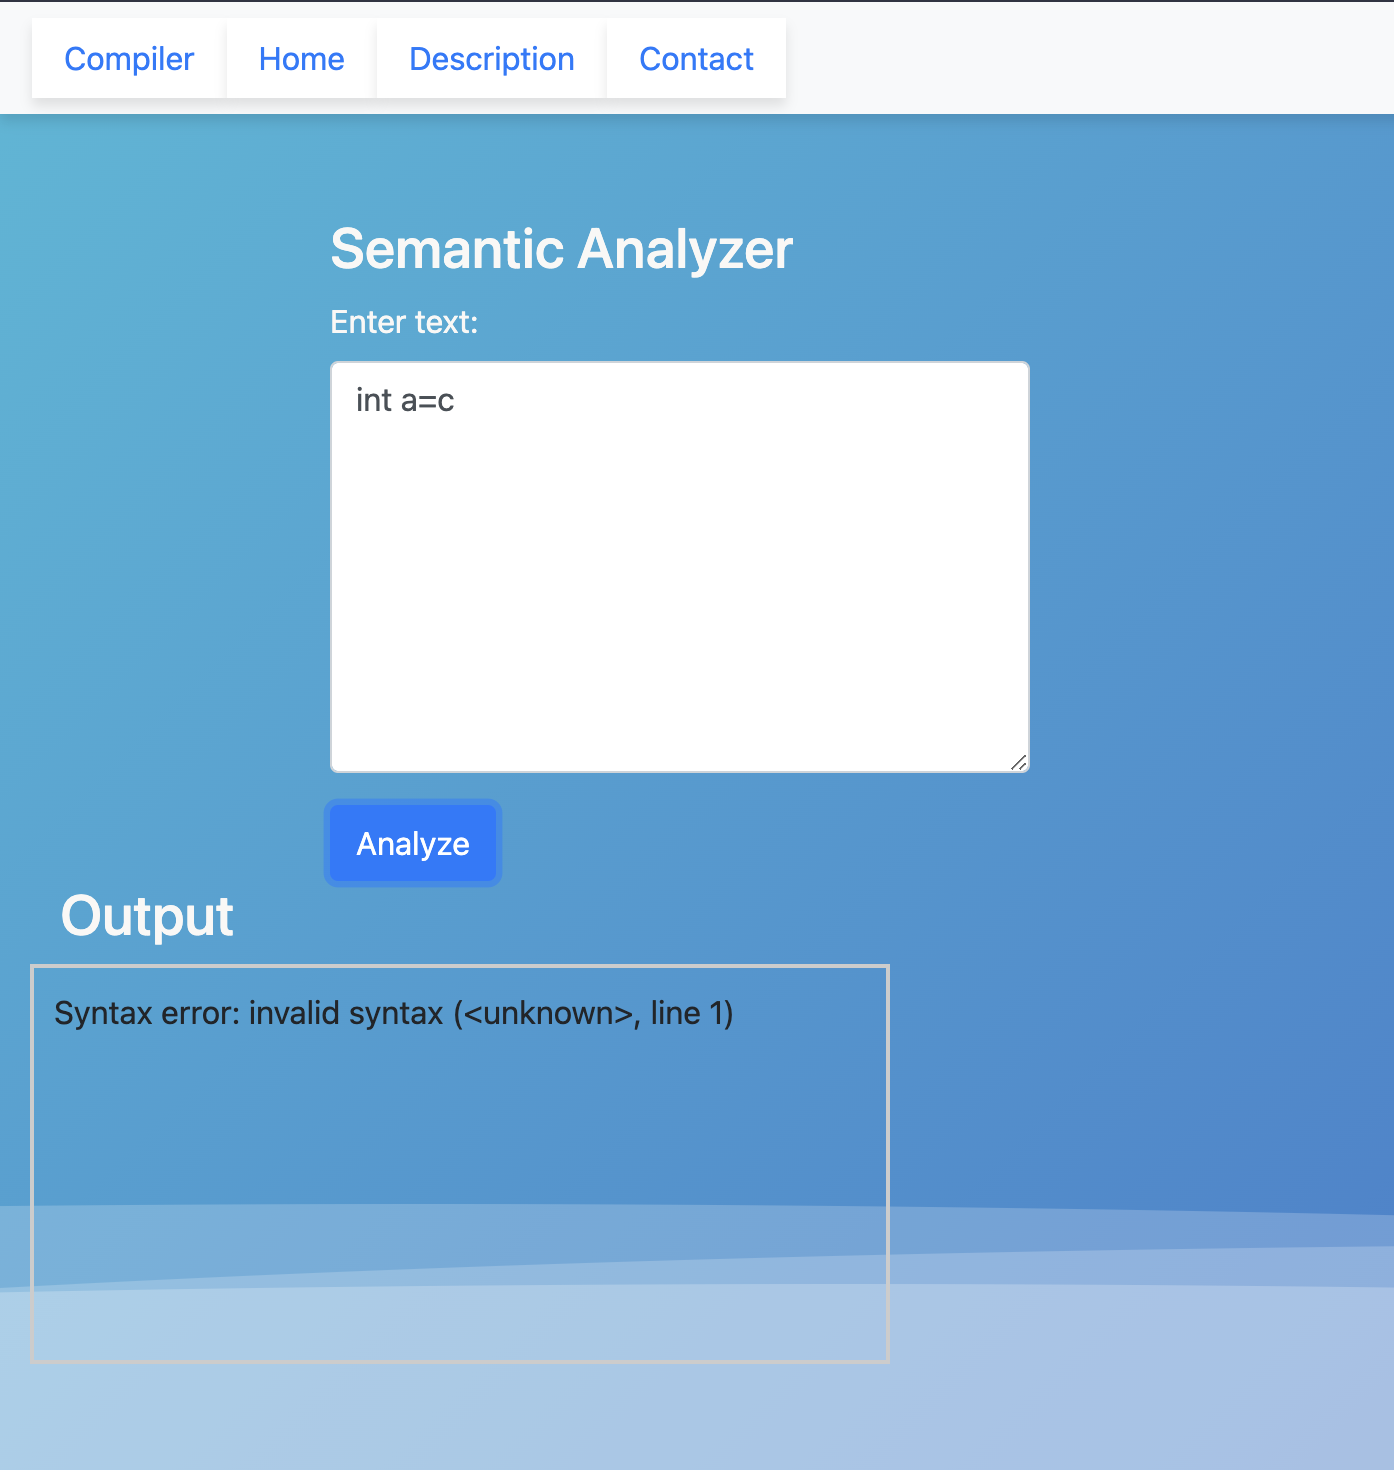 Compiler Home Description Contact
Semantic Analyzer
Enter text:
int a=c
Analyze
Output
Syntax error: invalid syntax (<unknown>, line 1)